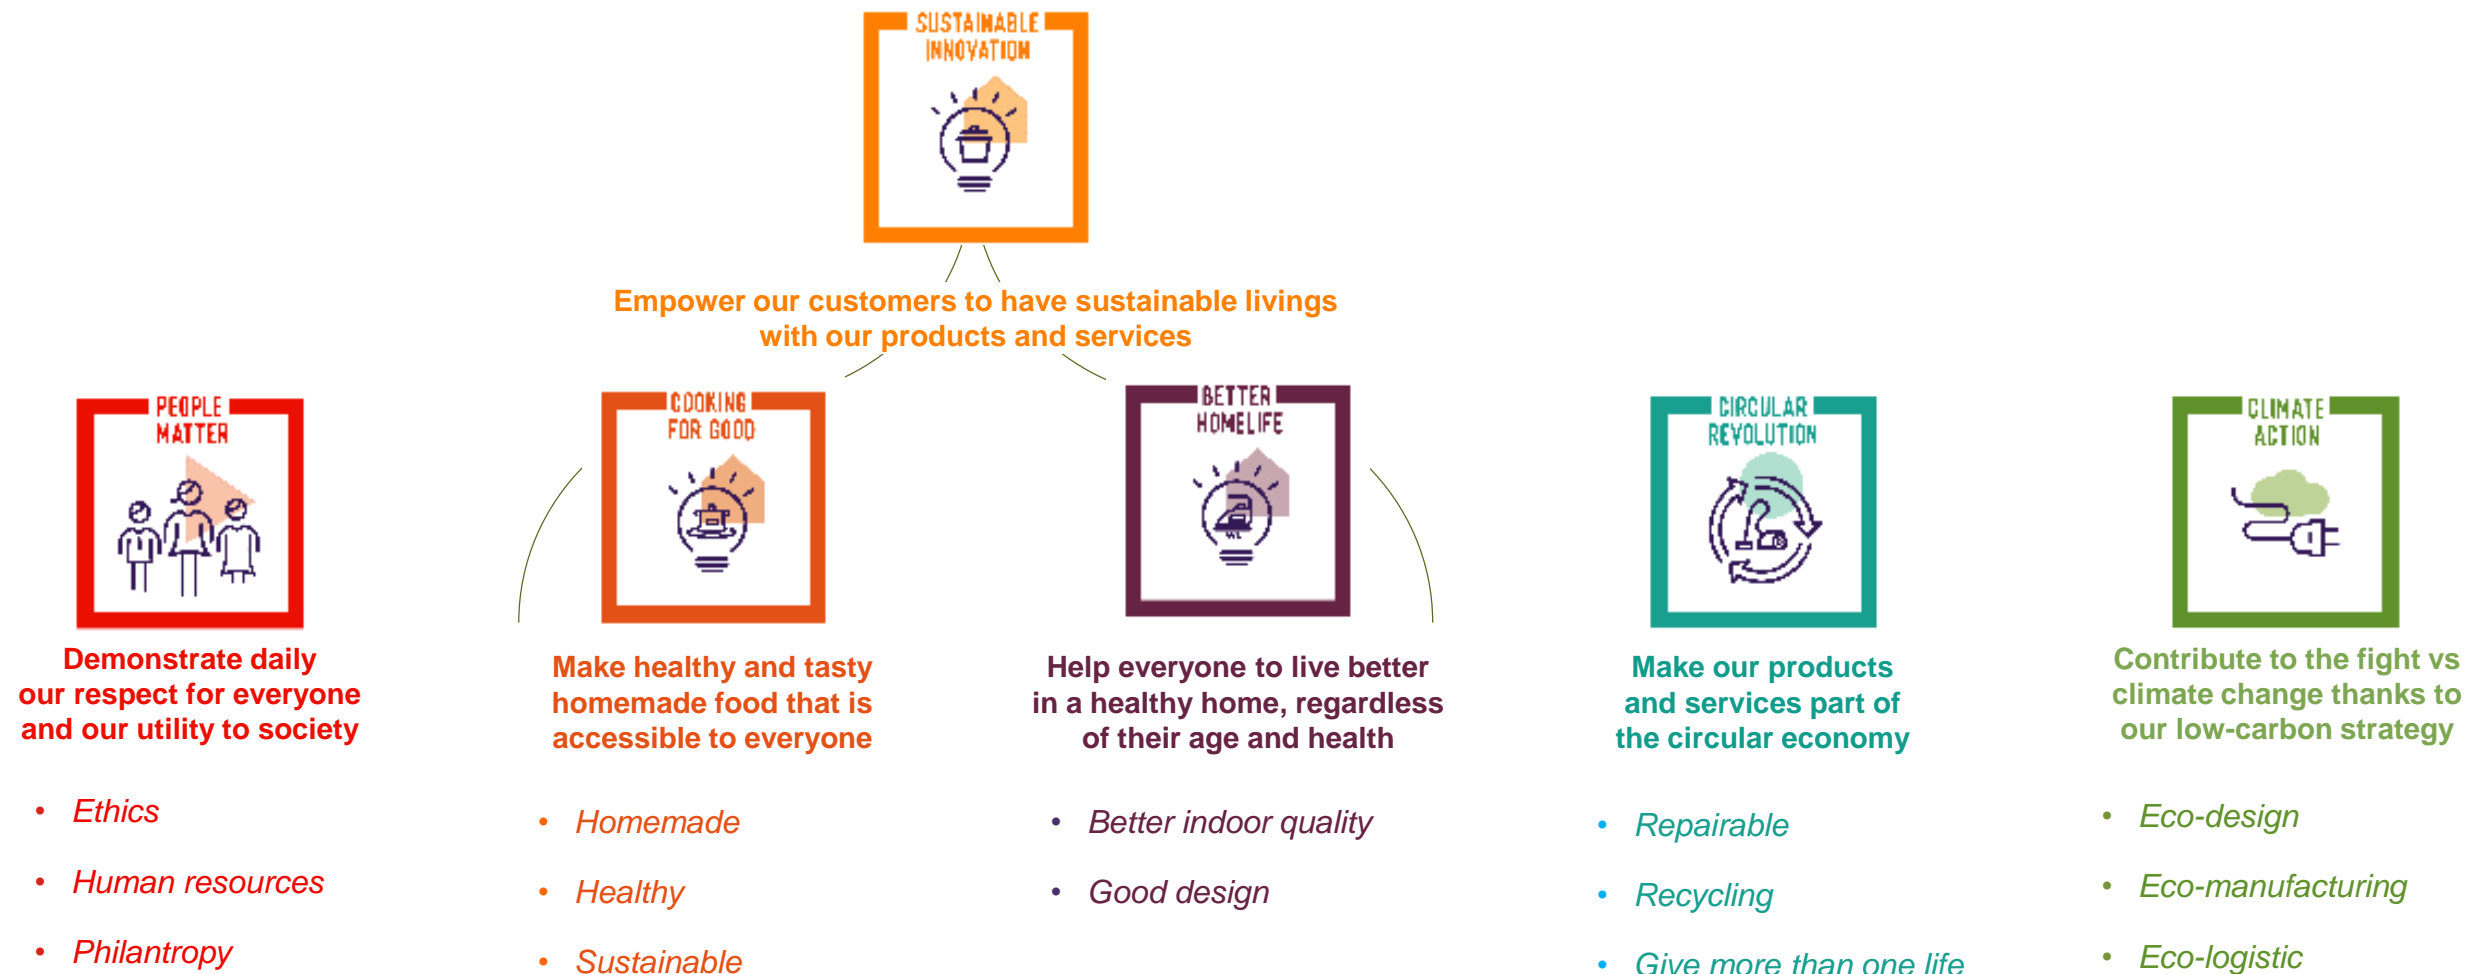 SUSTAINABLE
INNOVATION
Empower our customers to have sustainable livings
with our products and services
PEOPLE
MATTER
Demonstrate daily
our respect for everyone
and our utility to society
• Ethics
• Human resources
• Philantropy
COOKING
FOR GOOD
Make healthy and tasty
homemade food that is
accessible to everyone
• Homemade
• Healthy
• Sustainable
BETTER
HOMELIFE
Help everyone to live better
in a healthy home, regardless
of their age and health
• Better indoor quality
• Good design
CIRCULAR
REVOLUTION
Make our products
and services part of
the circular economy
• Repairable
• Recycling
• Give more than one life
CLIMATE
ACTION
Contribute to the fight vs
climate change thanks to
our low-carbon strategy
• Eco-design
• Eco-manufacturing
• Eco-logistic